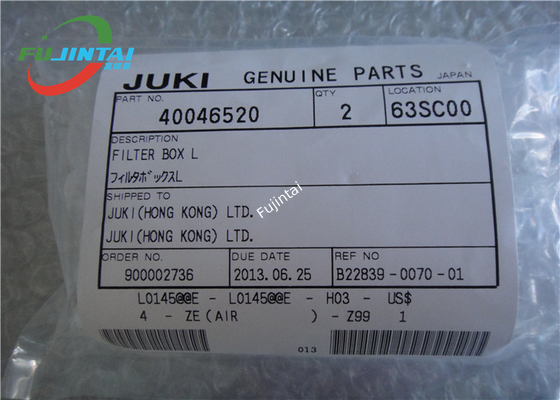 FUJINTAI
JUKI GENUINE PARTS JAPAN
PART NO. QTY LOCATION
40046520 2 63SC00
DESCRIPTION
FILTER BOX L
フィルタボックスL
SHIPPED TO
JUKI(HONG KONG) LTD.
JUKI(HONG KONG) LTD.
Fujintai
ORDER NO. DUE DATE REF NO
900002736 2013.06.25 B22839-0070-01
L0145@@E - L0145@@E - H03 - US$
4 - ZE(AIR ) - Z99 1
013